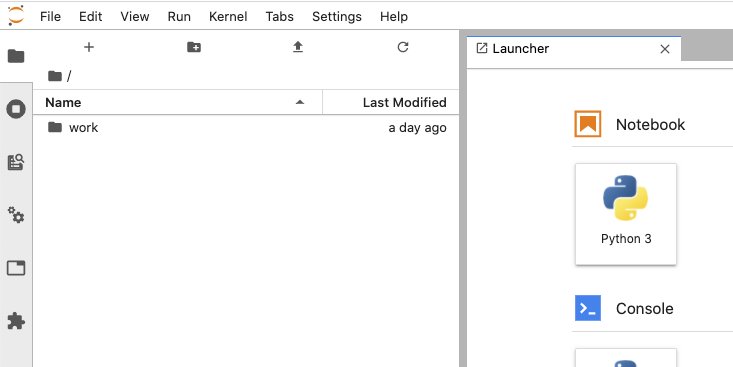 File Edit View Run Kernel Tabs Settings Help
Launcher
/
Name Last Modified
work a day ago
Notebook
Python 3
Console